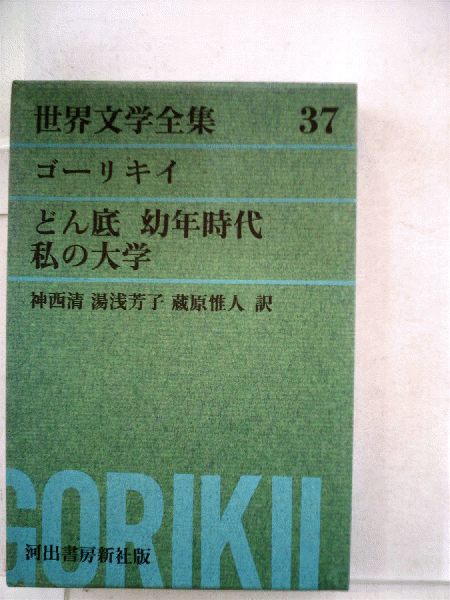 世界文学全集 37
ゴーリキイ
どん底 幼年時代
私の大学
神西清 湯浅芳子 蔵原惟人 訳
GORIKII
河出書房新社版